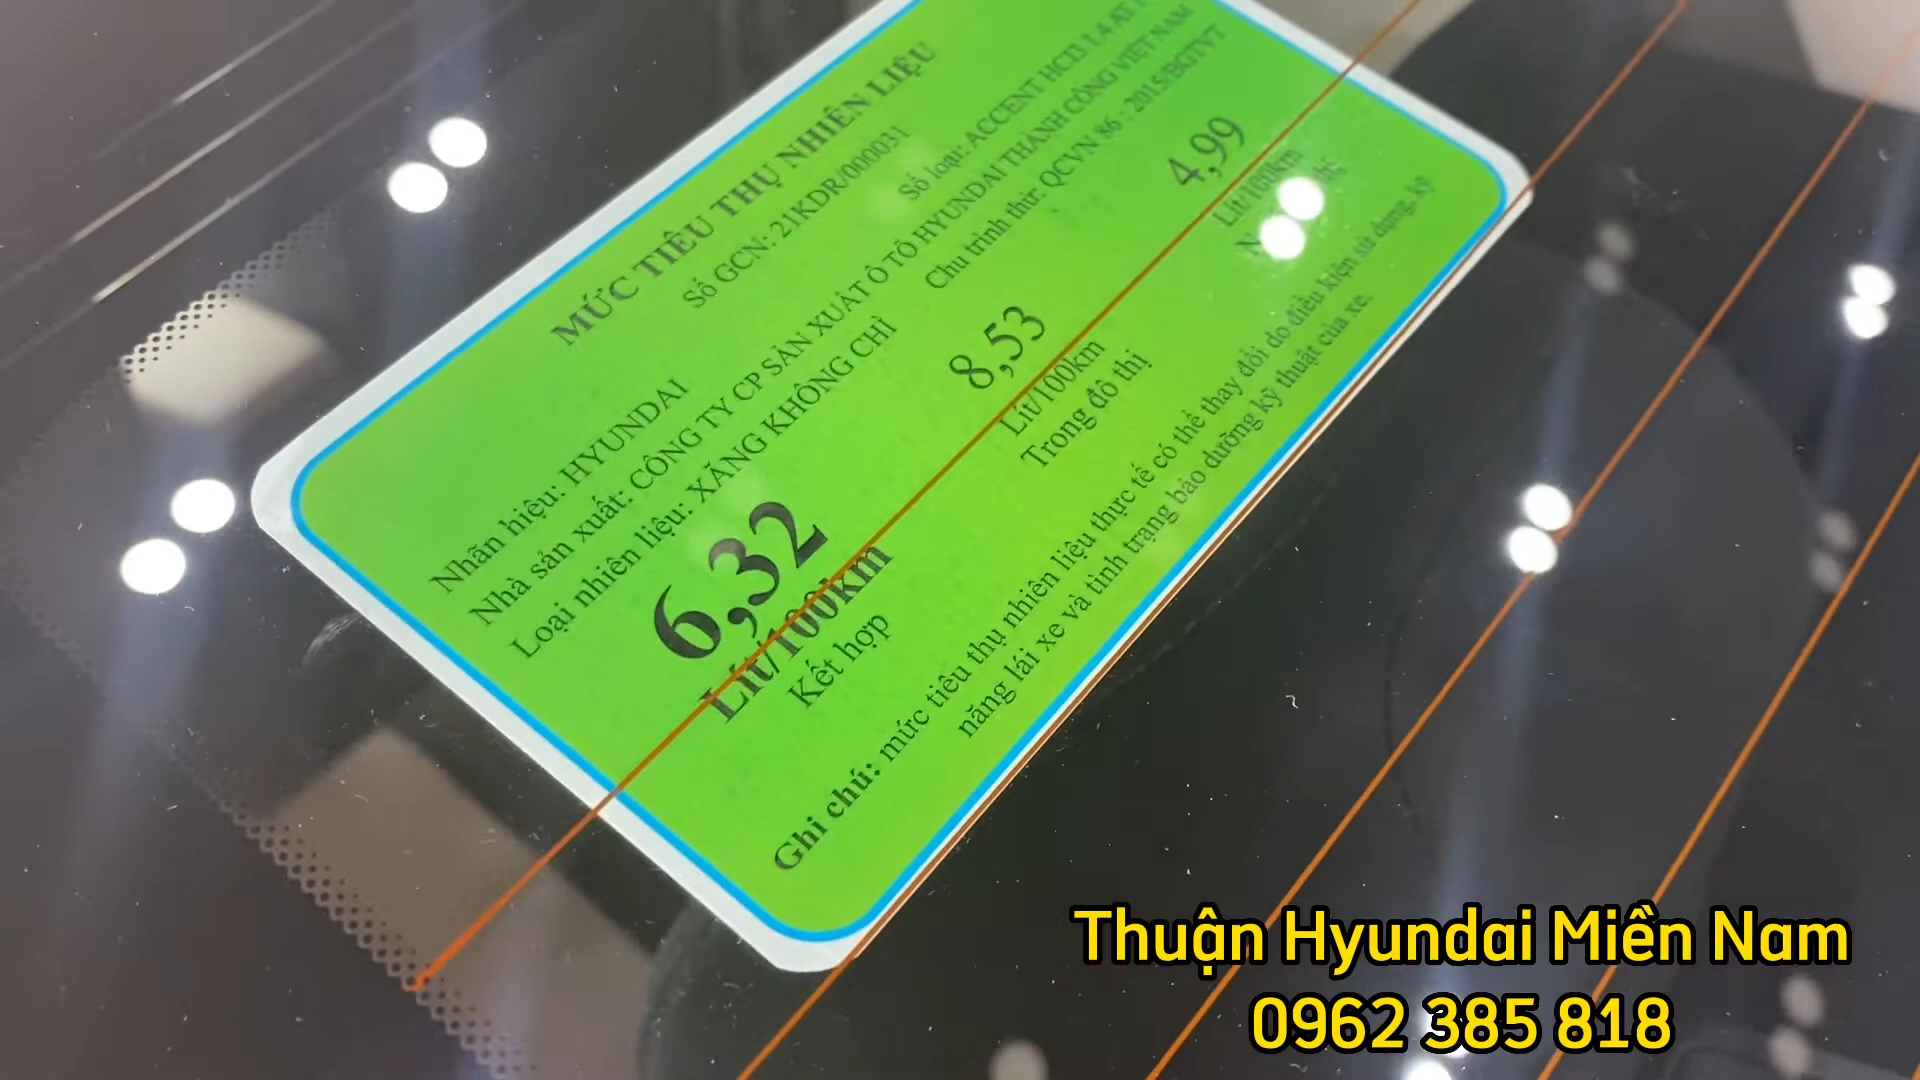 MỨC TIÊU THỤ NHIÊN LIỆU
Số GCN: 21KDR/000031
Nhãn hiệu: HYUNDAI
Số loại: ACCENT HCI3 1.4 AT
Nhà sản xuất: CÔNG TY CP SẢN XUẤT Ô TÔ HYUNDAI THÀNH CÔNG VIỆT NAM
Loại nhiên liệu: XĂNG KHÔNG CHÌ
Chu trình thử: QCVN 86 : 2015/BGTVT
6,32
Lít/100km
Kết hợp
8,53
Lít/100km
Trong đô thị
4,99
Lít/100km
Ghi chú: mức tiêu thụ nhiên liệu thực tế có thể thay đổi do điều kiện sử dụng, kỹ
năng lái xe và tình trạng bảo dưỡng kỹ thuật của xe.
Thuận Hyundai Miền Nam
0962 385 818